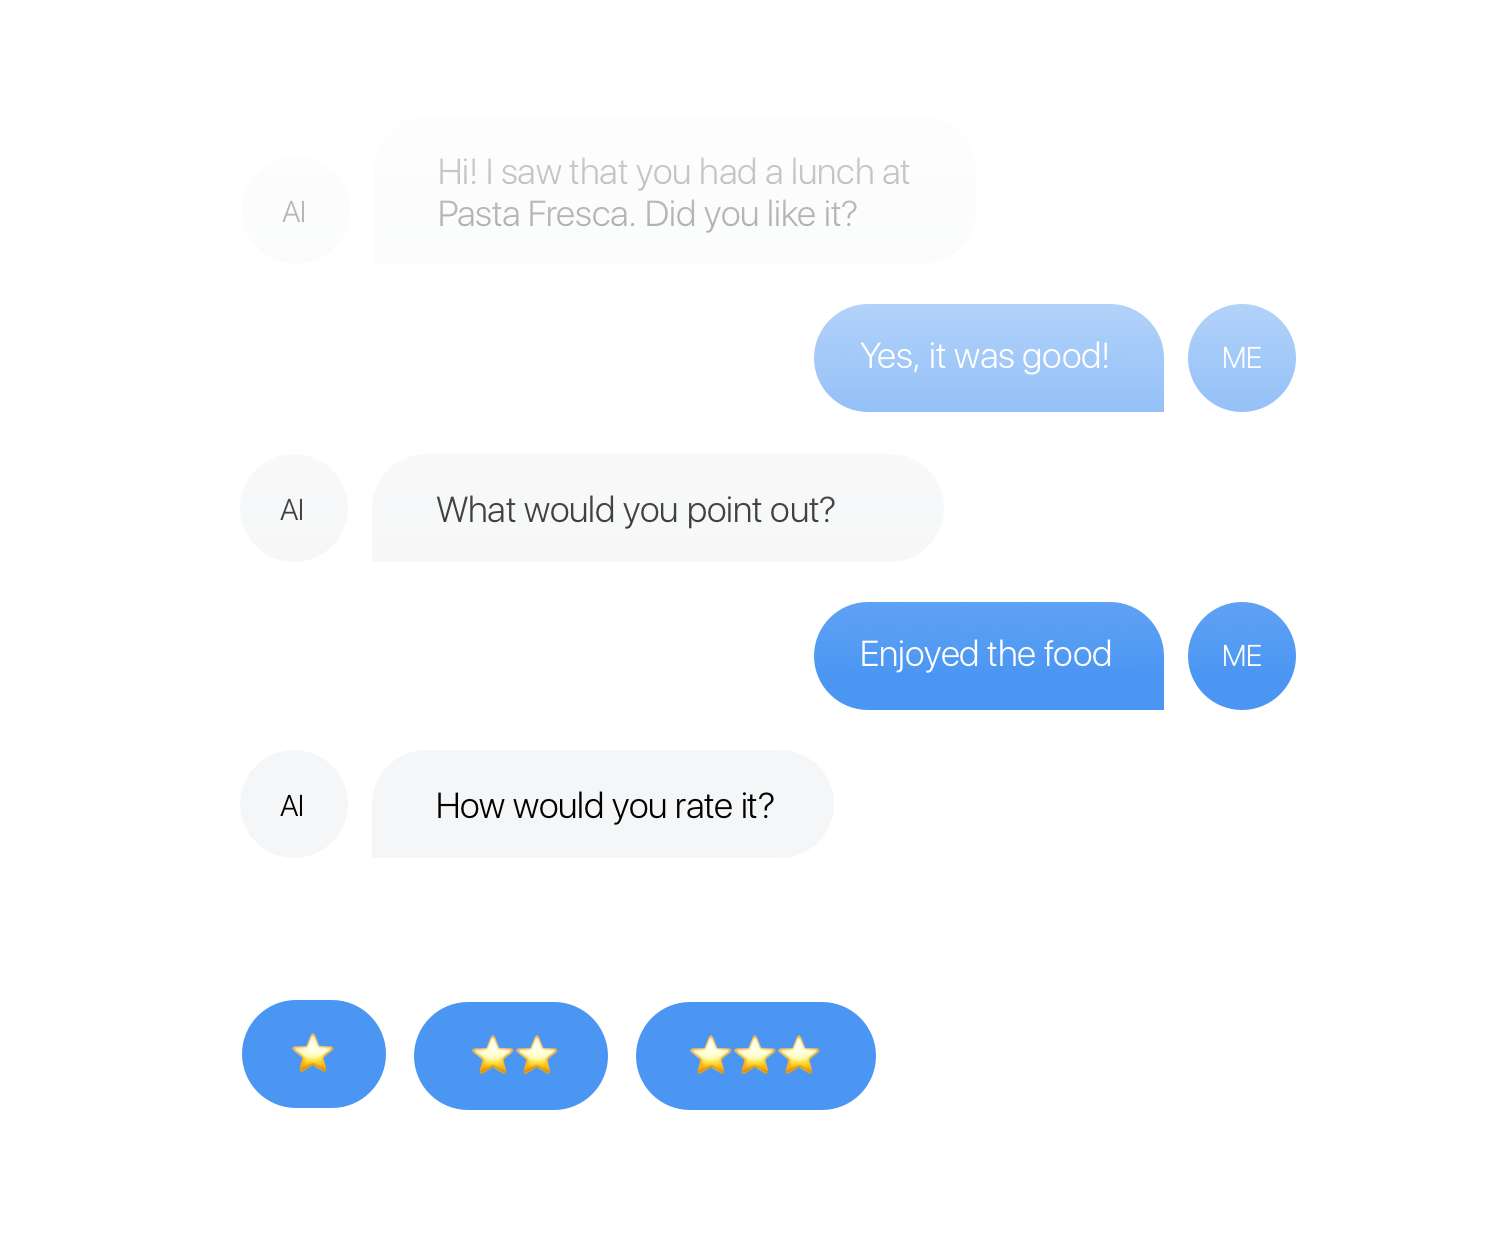 Hi! I saw that you had a lunch at
Pasta Fresca. Did you like it?
AI
Yes, it was good!
ME
AI
What would you point out?
Enjoyed the food
ME
AI
How would you rate it?
⭐
⭐⭐
⭐⭐⭐